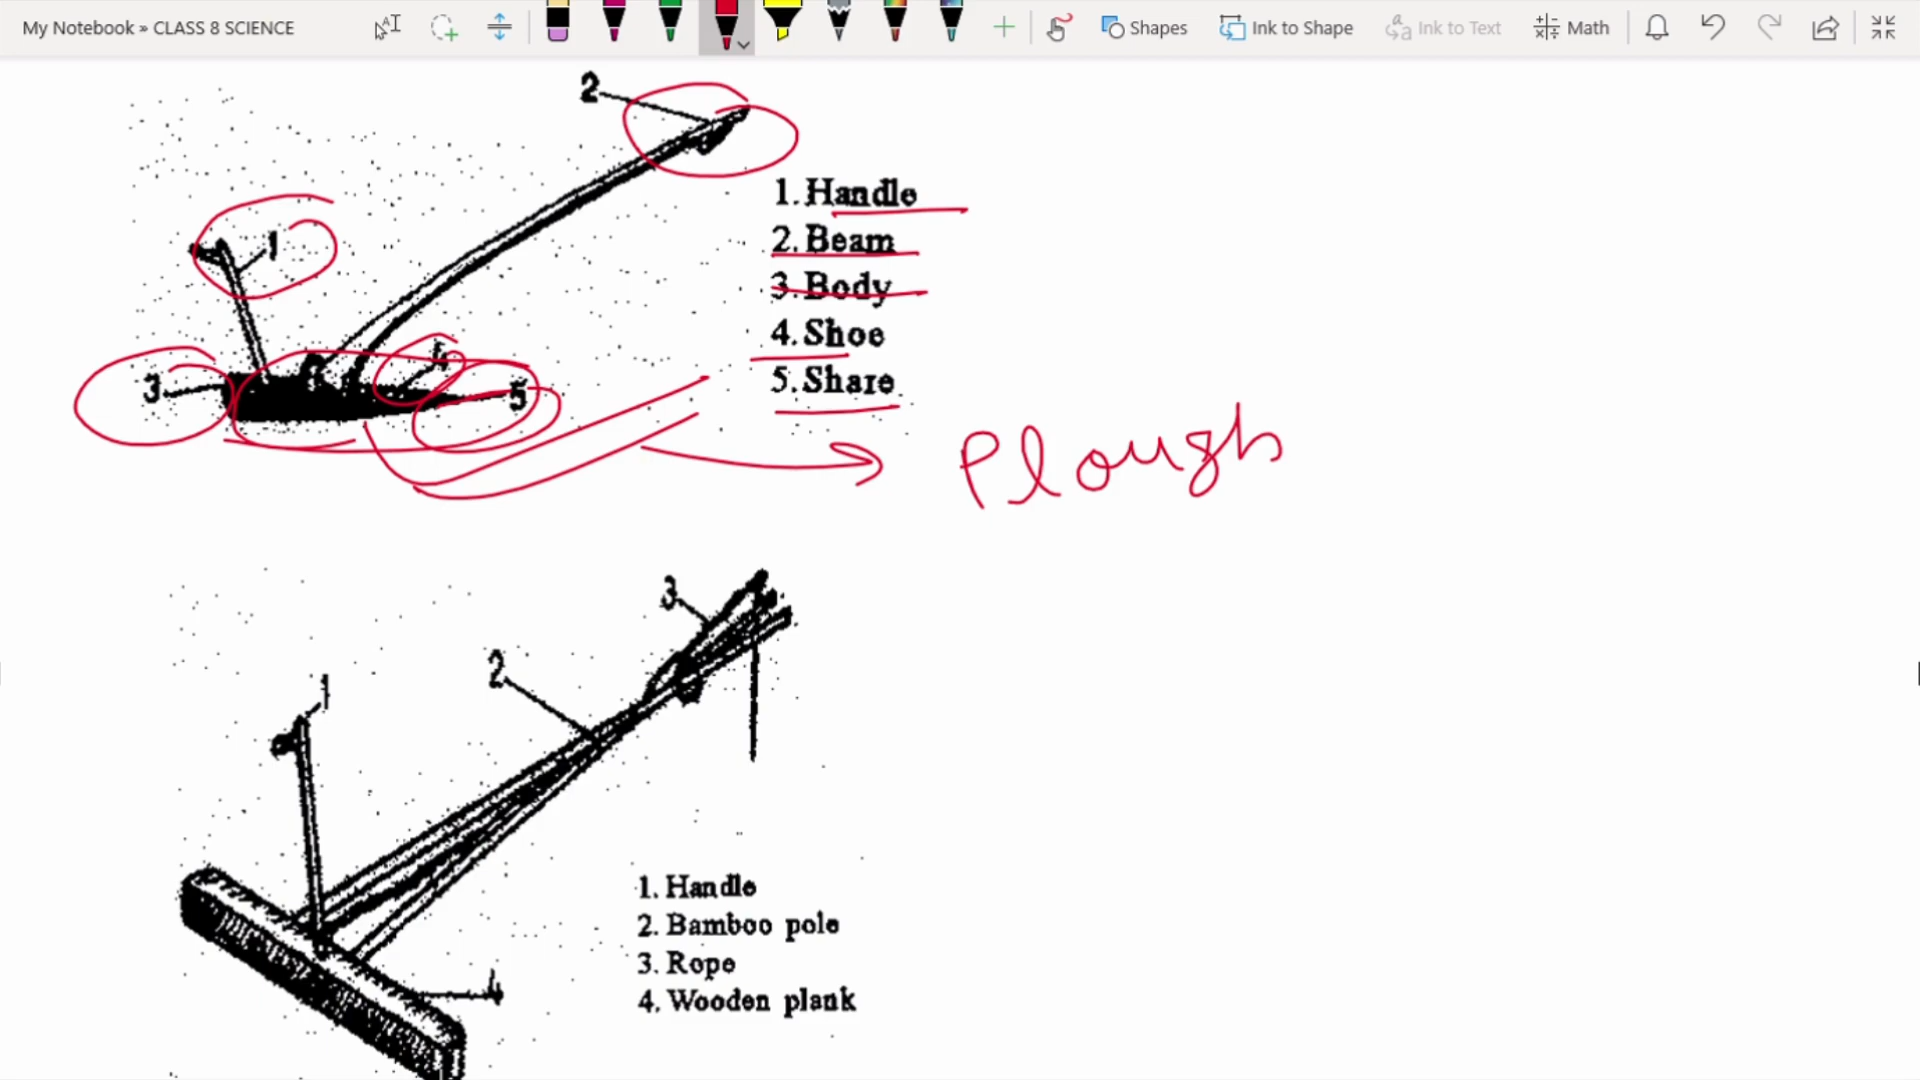 My Notebook » CLASS 8 SCIENCE
Shapes
Ink to Shape
Ink to Text
Math
2
1
3
4
5
1. Handle
2. Beam
3. Body
4. Shoe
5. Share
Plough
3
2
1
4
1. Handle
2. Bamboo pole
3. Rope
4. Wooden plank